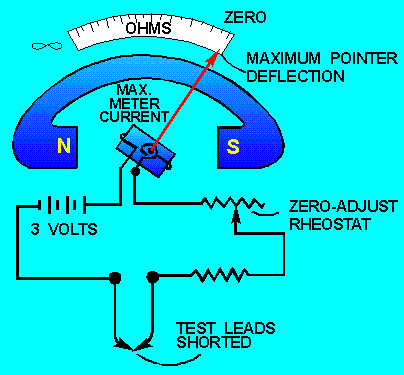 ZERO
OHMS
∞
MAXIMUM POINTER
DEFLECTION
MAX.
METER
CURRENT
N
S
3 VOLTS
ZERO-ADJUST
RHEOSTAT
TEST LEADS
SHORTED